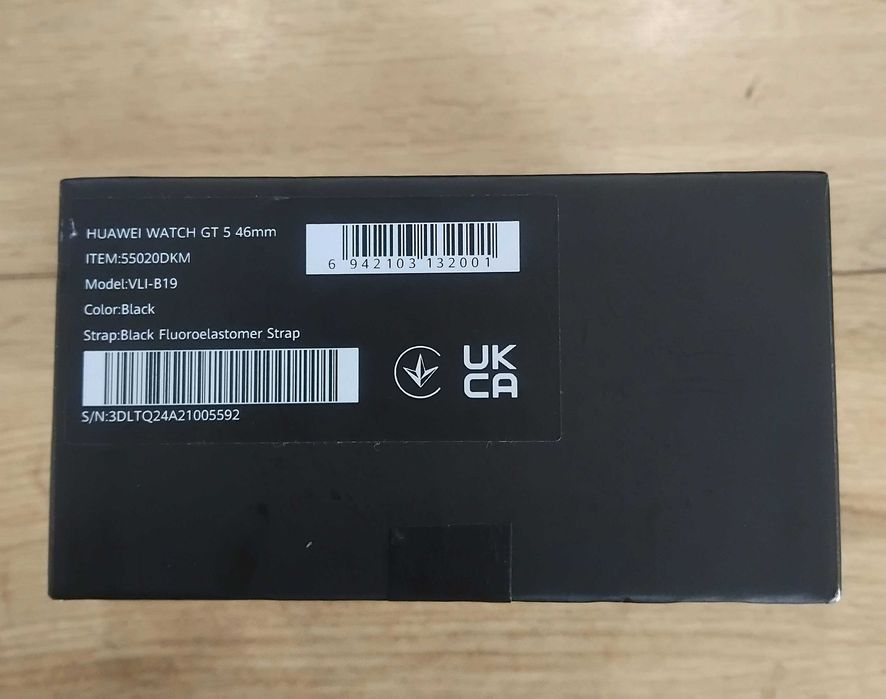 HUAWEI WATCH GT 5 46mm
ITEM:55020DKM
Model:VLI-B19
Color:Black
Strap:Black Fluoroelastomer Strap
S/N:3DLTQ24A21005592
6 942103 132001
UK
CA